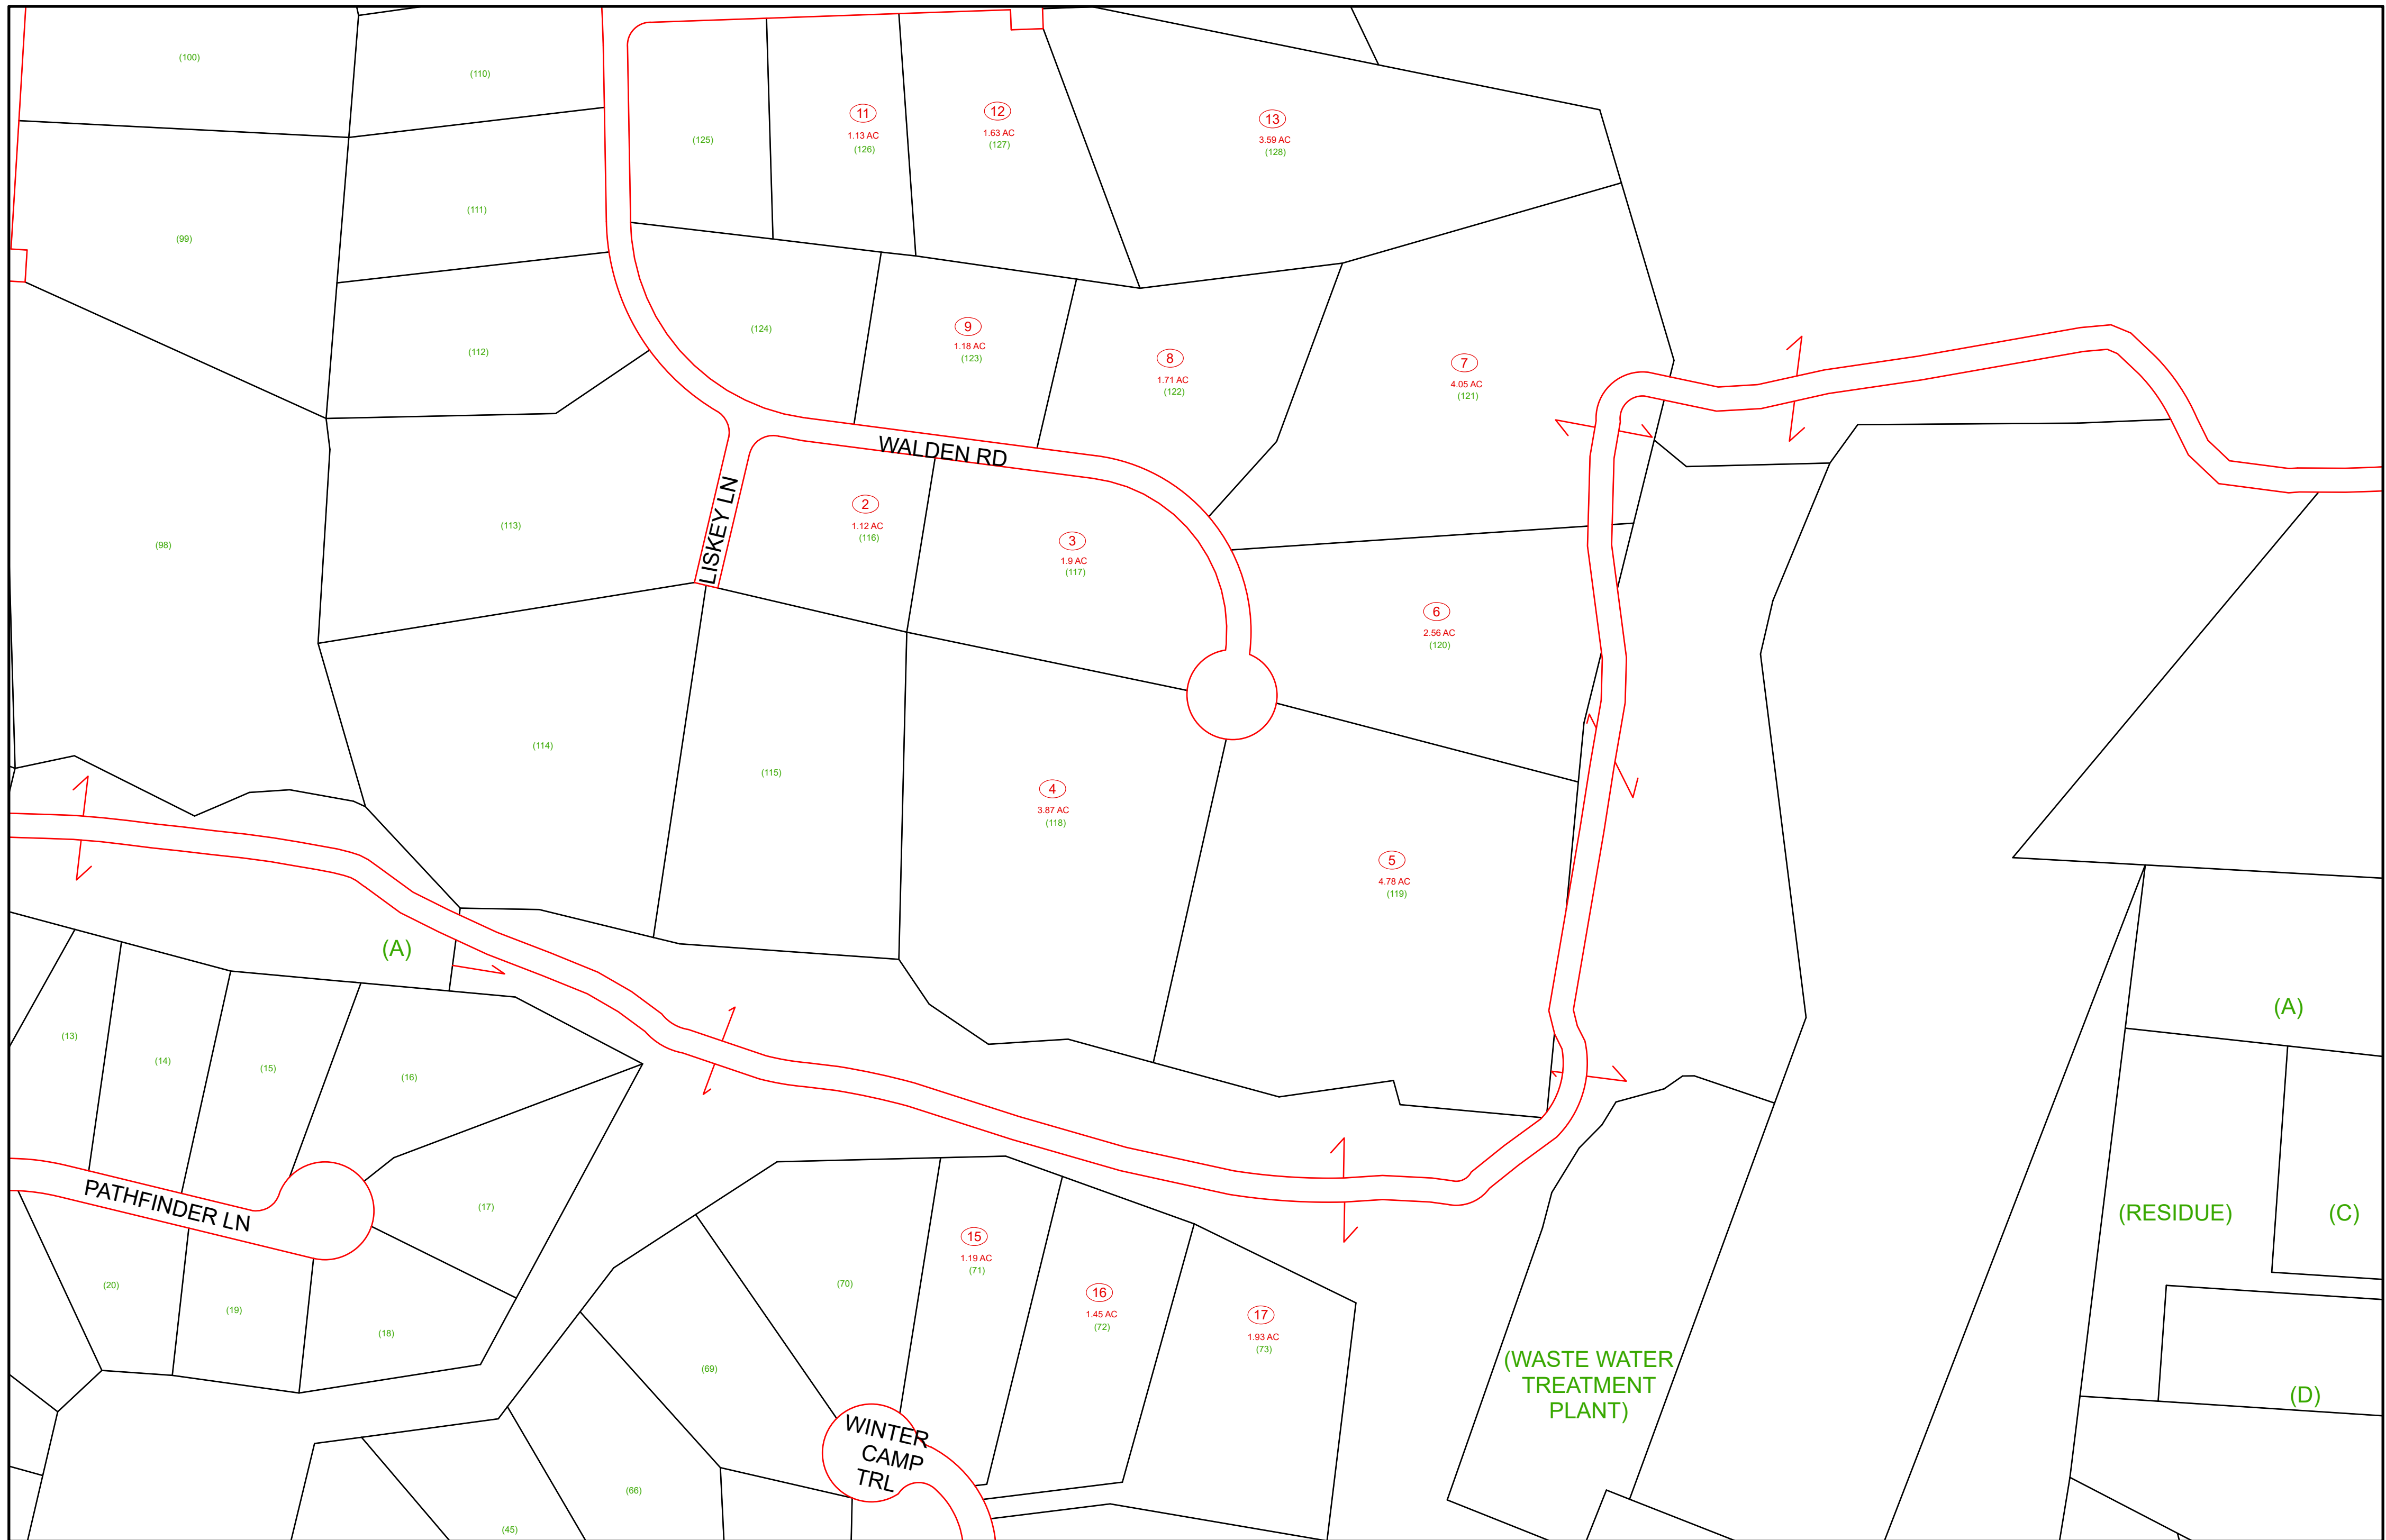 (100)
(110)
(125)
11
1.13 AC
(126)
12
1.63 AC
(127)
13
3.59 AC
(128)
(99)
(111)
(112)
(124)
9
1.18 AC
(123)
8
1.71 AC
(122)
7
4.05 AC
(121)
WALDEN RD
LISKEY LN
(98)
(113)
2
1.12 AC
(116)
3
1.9 AC
(117)
6
2.56 AC
(120)
(114)
(115)
4
3.87 AC
(118)
5
4.78 AC
(119)
(A)
(A)
(13)
(14)
(15)
(16)
PATHFINDER LN
(17)
(20)
(19)
(18)
(70)
15
1.19 AC
(71)
16
1.45 AC
(72)
17
1.93 AC
(73)
(RESIDUE)
(C)
(69)
(WASTE WATER
TREATMENT
PLANT)
(D)
WINTER
CAMP
TRL
(66)
(45)